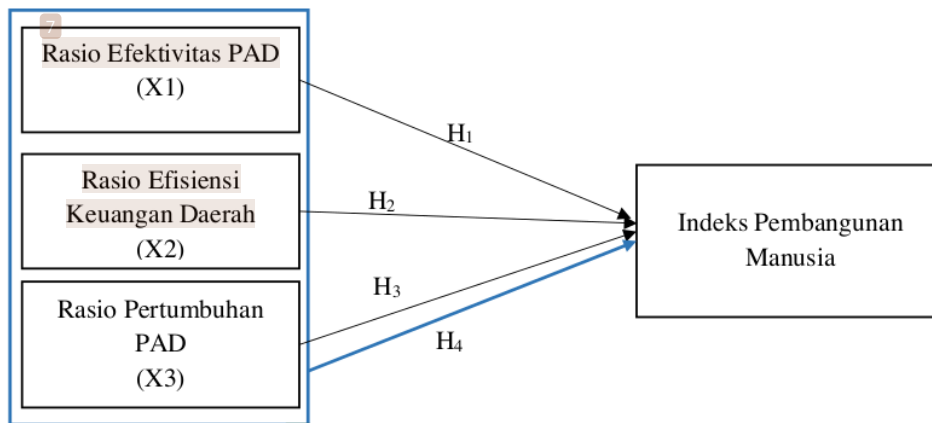 7
Rasio Efektivitas PAD
(X1)
Rasio Efisiensi
Keuangan Daerah
(X2)
Rasio Pertumbuhan
PAD
(X3)
H₁
H₂
H₃
H₄
Indeks Pembangunan
Manusia